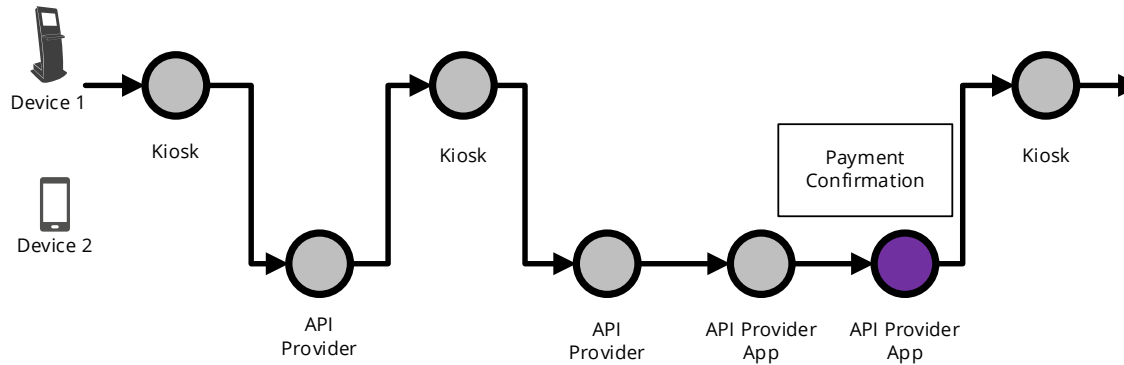 Device 1
Kiosk
Kiosk
Payment
Confirmation
Kiosk
Device 2
API
Provider
API
Provider
API Provider
App
API Provider
App